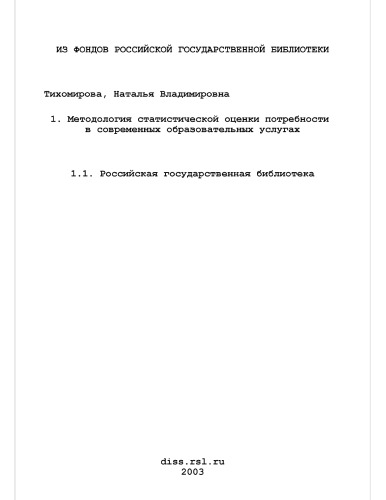 ИЗ ФОНДОВ РОССИЙСКОЙ ГОСУДАРСТВЕННОЙ БИБЛИОТЕКИ
Тихомирова, Наталья Владимировна
1. Методология статистической оценки потребности
в современных образовательных услугах
1.1. Российская государственная библиотека
diss.rsl.ru
2003